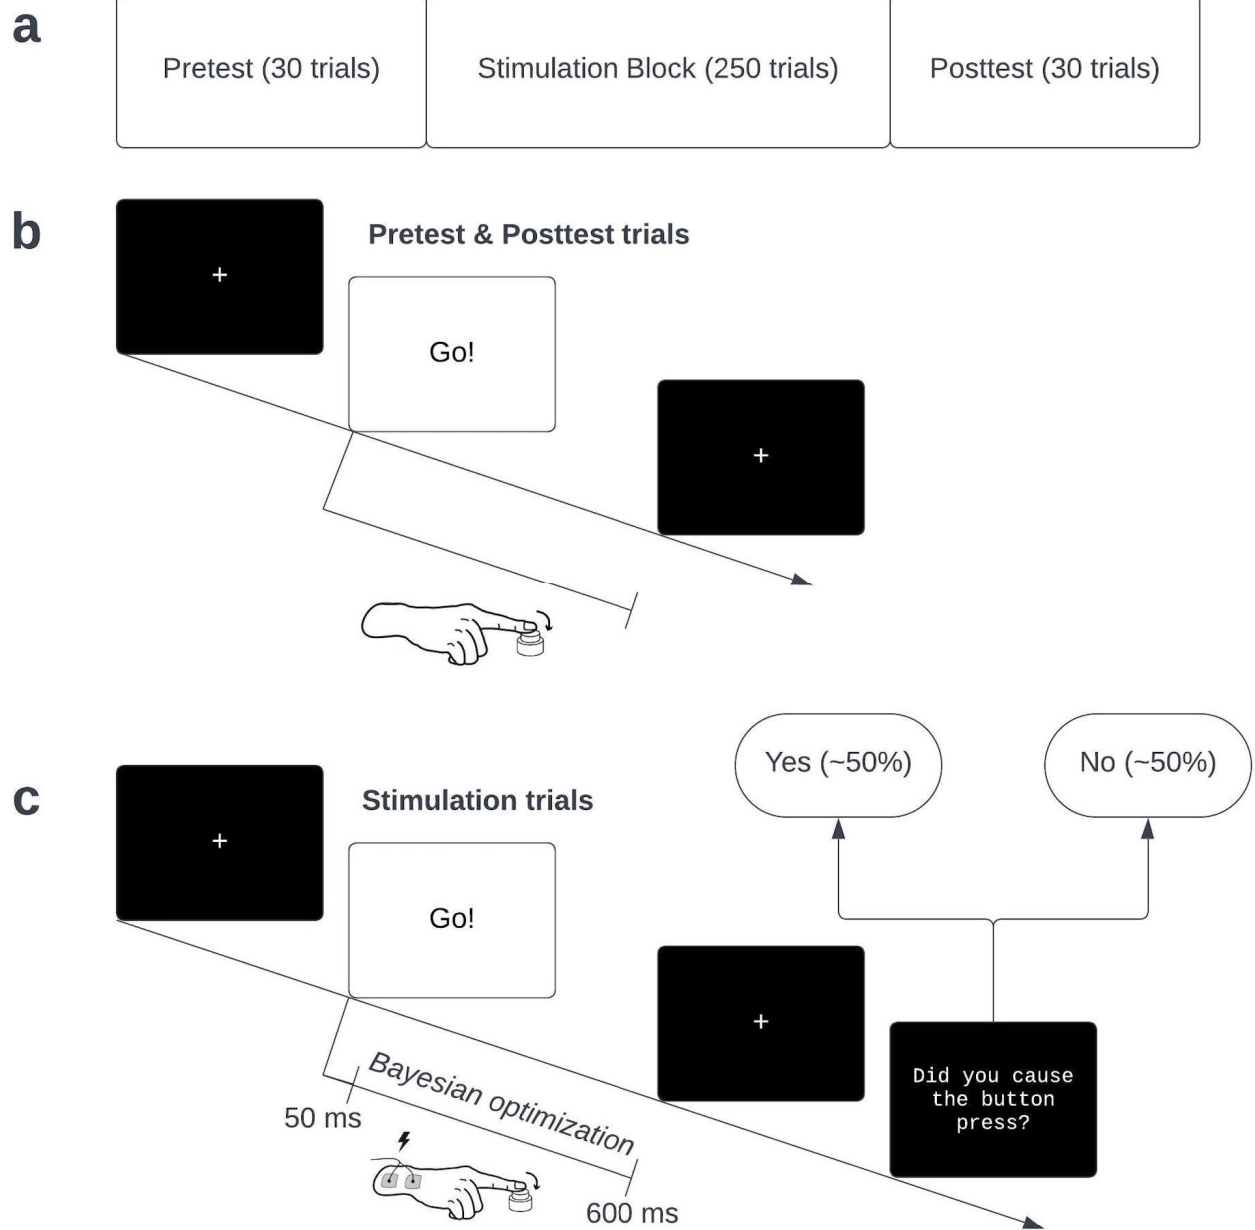 a
Pretest (30 trials)
Stimulation Block (250 trials)
Posttest (30 trials)
b
Pretest & Posttest trials
+
Go!
+
c
Stimulation trials
Yes (~50%)
No (~50%)
+
Go!
+
Did you cause
the button
press?
Bayesian optimization
50 ms
600 ms